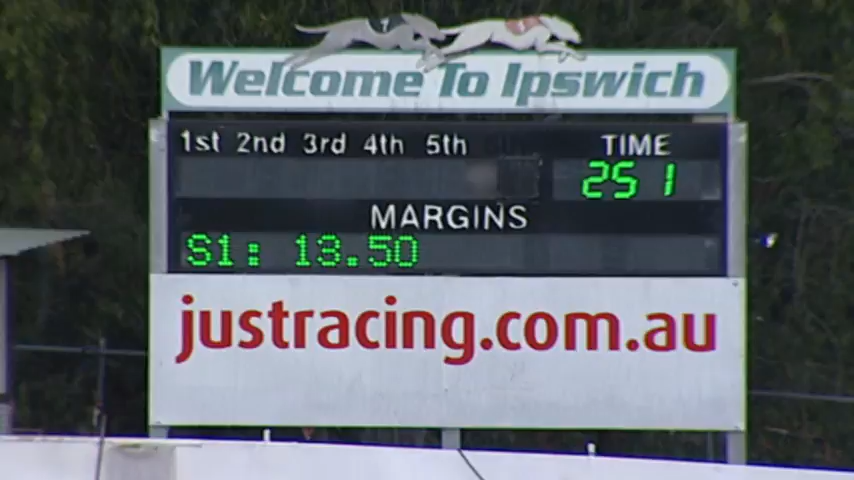 Welcome To Ipswich
1st 2nd 3rd 4th 5th TIME
25 1
MARGINS
S1: 13.50
justracing.com.au